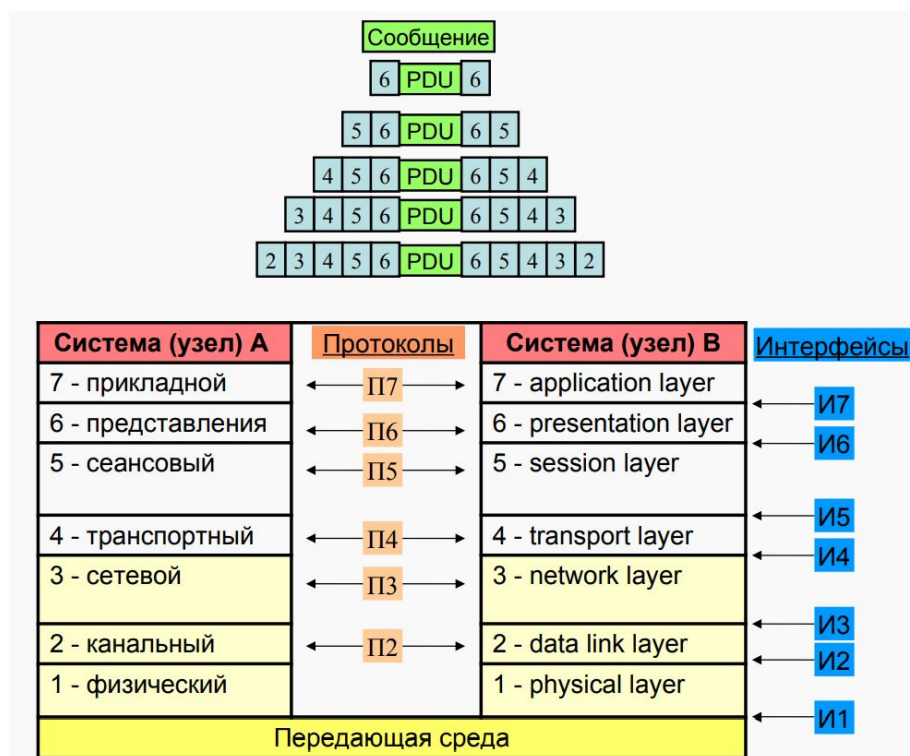 Сообщение
6 PDU 6
5 6 PDU 6 5
4 5 6 PDU 6 5 4
3 4 5 6 PDU 6 5 4 3
2 3 4 5 6 PDU 6 5 4 3 2
Система (узел) A Протоколы Система (узел) B Интерфейсы
7 - прикладной П7 7 - application layer
И7
6 - представления П6 6 - presentation layer
И6
5 - сеансовый П5 5 - session layer
И5
4 - транспортный П4 4 - transport layer
И4
3 - сетевой П3 3 - network layer
И3
2 - канальный П2 2 - data link layer
И2
1 - физический 1 - physical layer
И1
Передающая среда